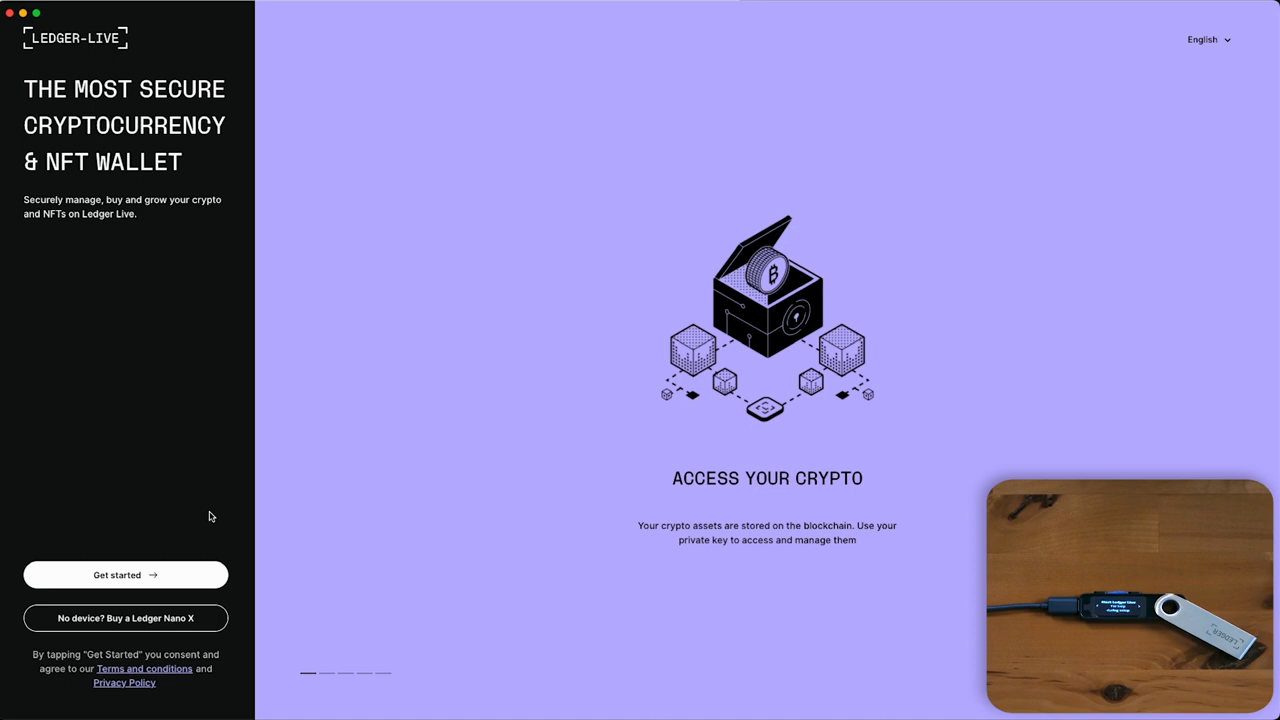 LEDGER-LIVE
THE MOST SECURE
CRYPTOCURRENCY
& NFT WALLET
Securely manage, buy and grow your crypto
and NFTs on Ledger Live.
Get started
No device? Buy a Ledger Nano X
By tapping "Get Started" you consent and
agree to our Terms and conditions and
Privacy Policy
English
ACCESS YOUR CRYPTO
Your crypto assets are stored on the blockchain. Use your
private key to access and manage them
LEDGER